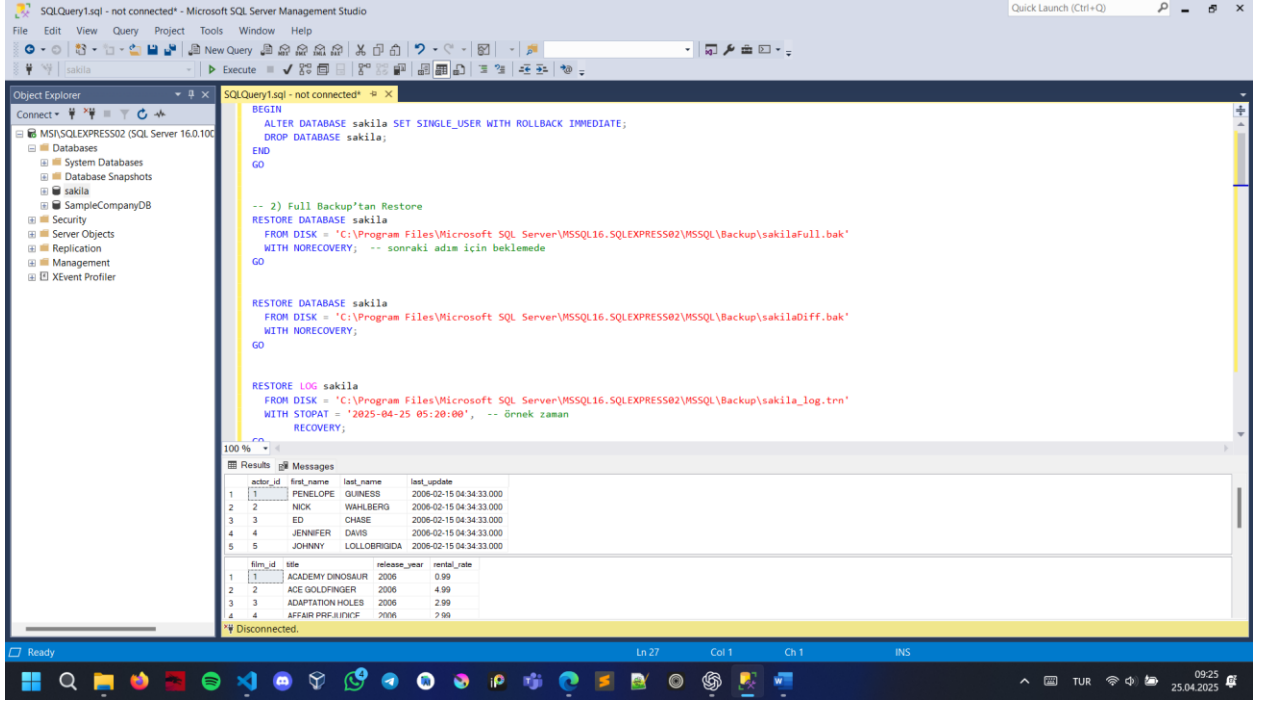 SQLQuery1.sql - not connected* - Microsoft SQL Server Management Studio
Quick Launch (Ctrl+Q)
File Edit View Query Project Tools Window Help
New Query
sakila
Execute
Object Explorer
SQLQuery1.sql - not connected*
Connect
MSI\SQLEXPRESS02 (SQL Server 16.0.100
Databases
System Databases
Database Snapshots
sakila
SampleCompanyDB
Security
Server Objects
Replication
Management
XEvent Profiler
BEGIN
ALTER DATABASE sakila SET SINGLE_USER WITH ROLLBACK IMMEDIATE;
DROP DATABASE sakila;
END
GO
-- 2) Full Backup’tan Restore
RESTORE DATABASE sakila
FROM DISK = 'C:\Program Files\Microsoft SQL Server\MSSQL16.SQLEXPRESS02\MSSQL\Backup\sakilaFull.bak'
WITH NORECOVERY; -- sonraki adım için beklemede
GO
RESTORE DATABASE sakila
FROM DISK = 'C:\Program Files\Microsoft SQL Server\MSSQL16.SQLEXPRESS02\MSSQL\Backup\sakilaDiff.bak'
WITH NORECOVERY;
GO
RESTORE LOG sakila
FROM DISK = 'C:\Program Files\Microsoft SQL Server\MSSQL16.SQLEXPRESS02\MSSQL\Backup\sakila_log.trn'
WITH STOPAT = '2025-04-25 05:20:00', -- örnek zaman
RECOVERY;
GO
100 %
Results Messages
actor_id first_name last_name last_update
1 1 PENELOPE GUINESS 2006-02-15 04:34:33.000
2 2 NICK WAHLBERG 2006-02-15 04:34:33.000
3 3 ED CHASE 2006-02-15 04:34:33.000
4 4 JENNIFER DAVIS 2006-02-15 04:34:33.000
5 5 JOHNNY LOLLOBRIGIDA 2006-02-15 04:34:33.000
film_id title release_year rental_rate
1 1 ACADEMY DINOSAUR 2006 0.99
2 2 ACE GOLDFINGER 2006 4.99
3 3 ADAPTATION HOLES 2006 2.99
4 4 AFFAIR PREJUDICE 2006 2.99
Disconnected.
Ready
Ln 27 Col 1 Ch 1 INS
TUR
09:25
25.04.2025